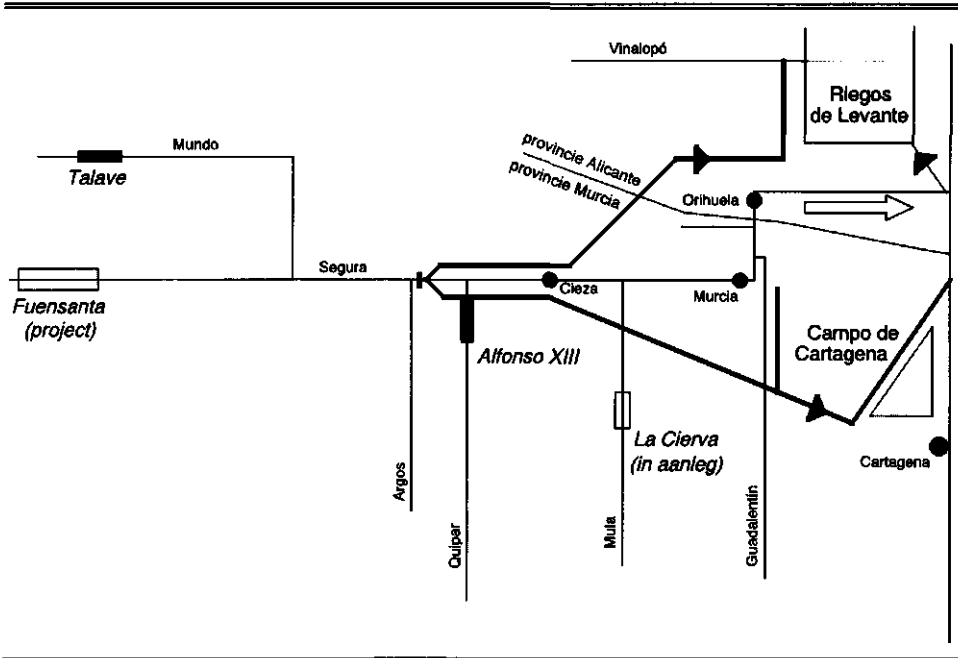 Vinalopó
Riegos
de Levante
Mundo
Talave
provincie Alicante
provincie Murcia
Orihuela
Segura
Cieza
Murcia
Fuensanta
(project)
Alfonso XIII
Campo de
Cartagena
La Cierva
(in aanleg)
Cartagena
Argos
Quipar
Mula
Guadalentín